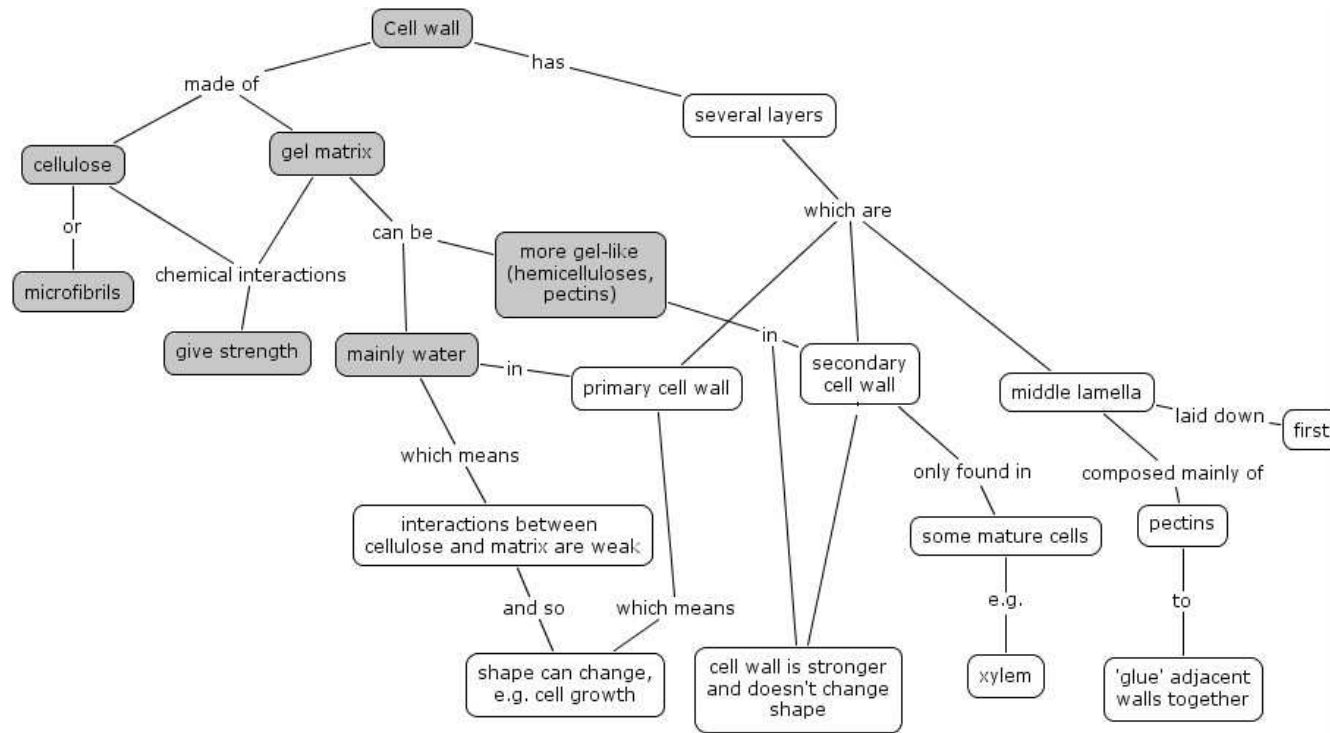 Cell wall
has
made of
several layers
cellulose
gel matrix
which are
or
can be
more gel-like
(hemicelluloses,
pectins)
chemical interactions
microfibrils
give strength
mainly water
in
in
primary cell wall
secondary
cell wall
middle lamella
laid down
first
which means
only found in
composed mainly of
interactions between
cellulose and matrix are weak
some mature cells
pectins
and so
which means
e.g.
to
shape can change,
e.g. cell growth
cell wall is stronger
and doesn't change
shape
xylem
'glue' adjacent
walls together